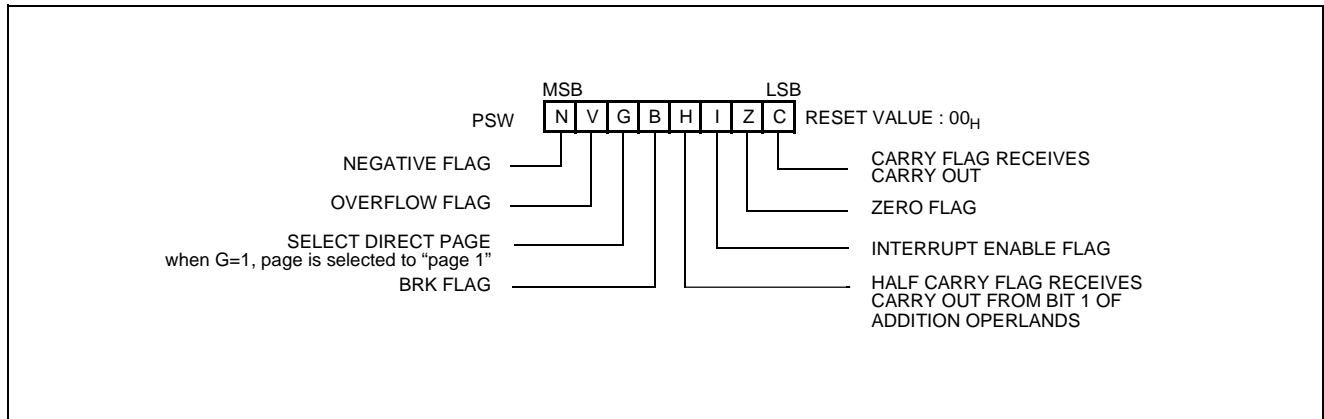 MSB LSB
PSW N V G B H I Z C RESET VALUE : 00H
NEGATIVE FLAG
OVERFLOW FLAG
SELECT DIRECT PAGE
when G=1, page is selected to “page 1”
BRK FLAG
CARRY FLAG RECEIVES
CARRY OUT
ZERO FLAG
INTERRUPT ENABLE FLAG
HALF CARRY FLAG RECEIVES
CARRY OUT FROM BIT 1 OF
ADDITION OPERLANDS